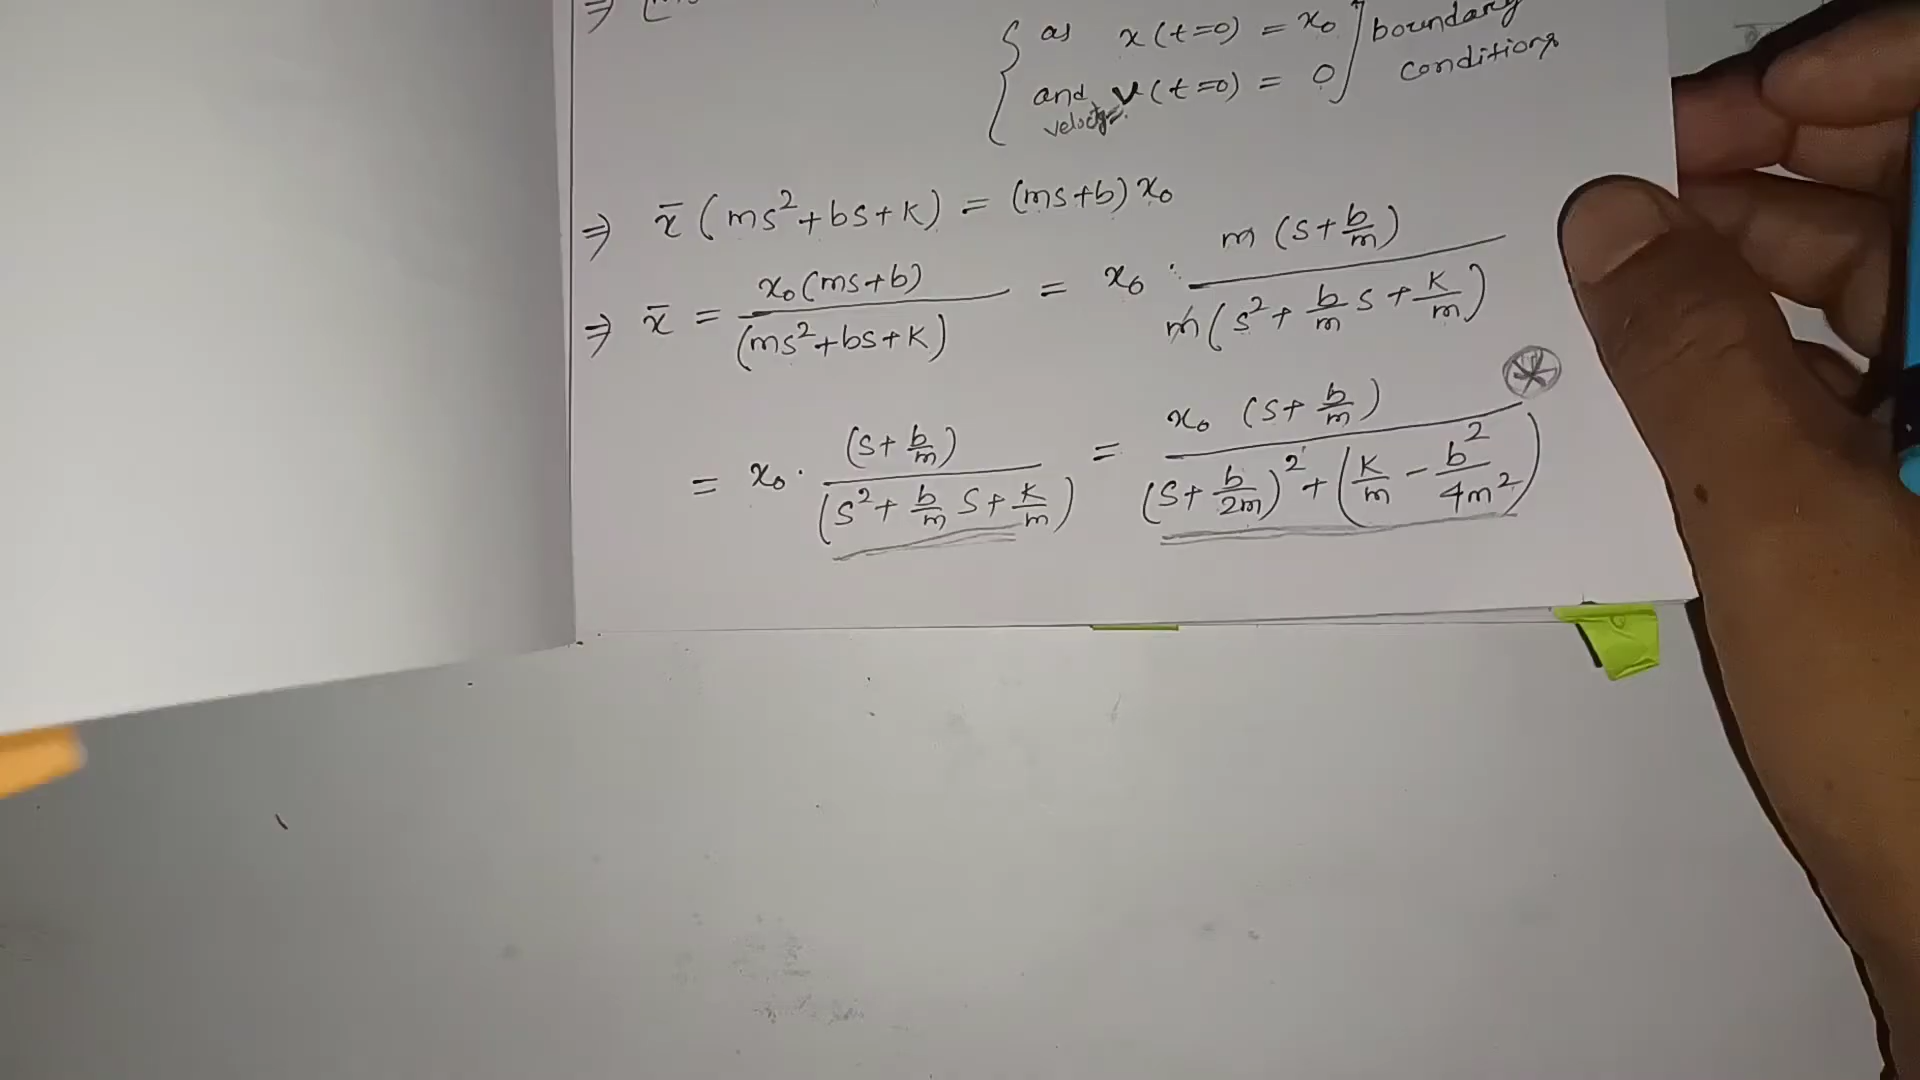 ⇒ [
{ as x(t=0) = x₀ ] boundary
and v(t=0) = 0 conditions
velocity
⇒ x̄ (ms²+bs+k) = (ms+b) x₀
⇒ x̄ = x₀(ms+b) / (ms²+bs+k) = x₀ · m(s+b/m) / m(s²+b/m s+k/m)
= x₀ · (s+b/m) / (s²+b/m s+k/m) = x₀ (s+b/m) / (s+b/2m)²+(k/m − b²/4m²) ⊛